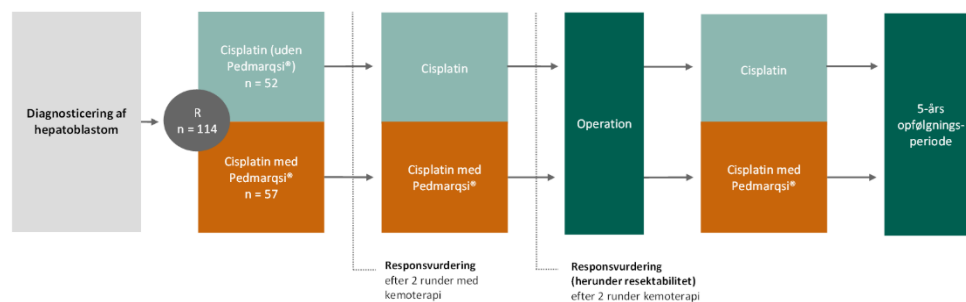 Diagnosticering af
hepatoblastom
R
n = 114
Cisplatin (uden
Pedmarqsi®)
n = 52
Cisplatin med
Pedmarqsi®
n = 57
Cisplatin
Cisplatin med
Pedmarqsi®
Operation
Cisplatin
Cisplatin med
Pedmarqsi®
5-års
opfølgnings-
periode
Responsvurdering
efter 2 runder med
kemoterapi
Responsvurdering
(herunder resektabilitet)
efter 2 runder kemoterapi